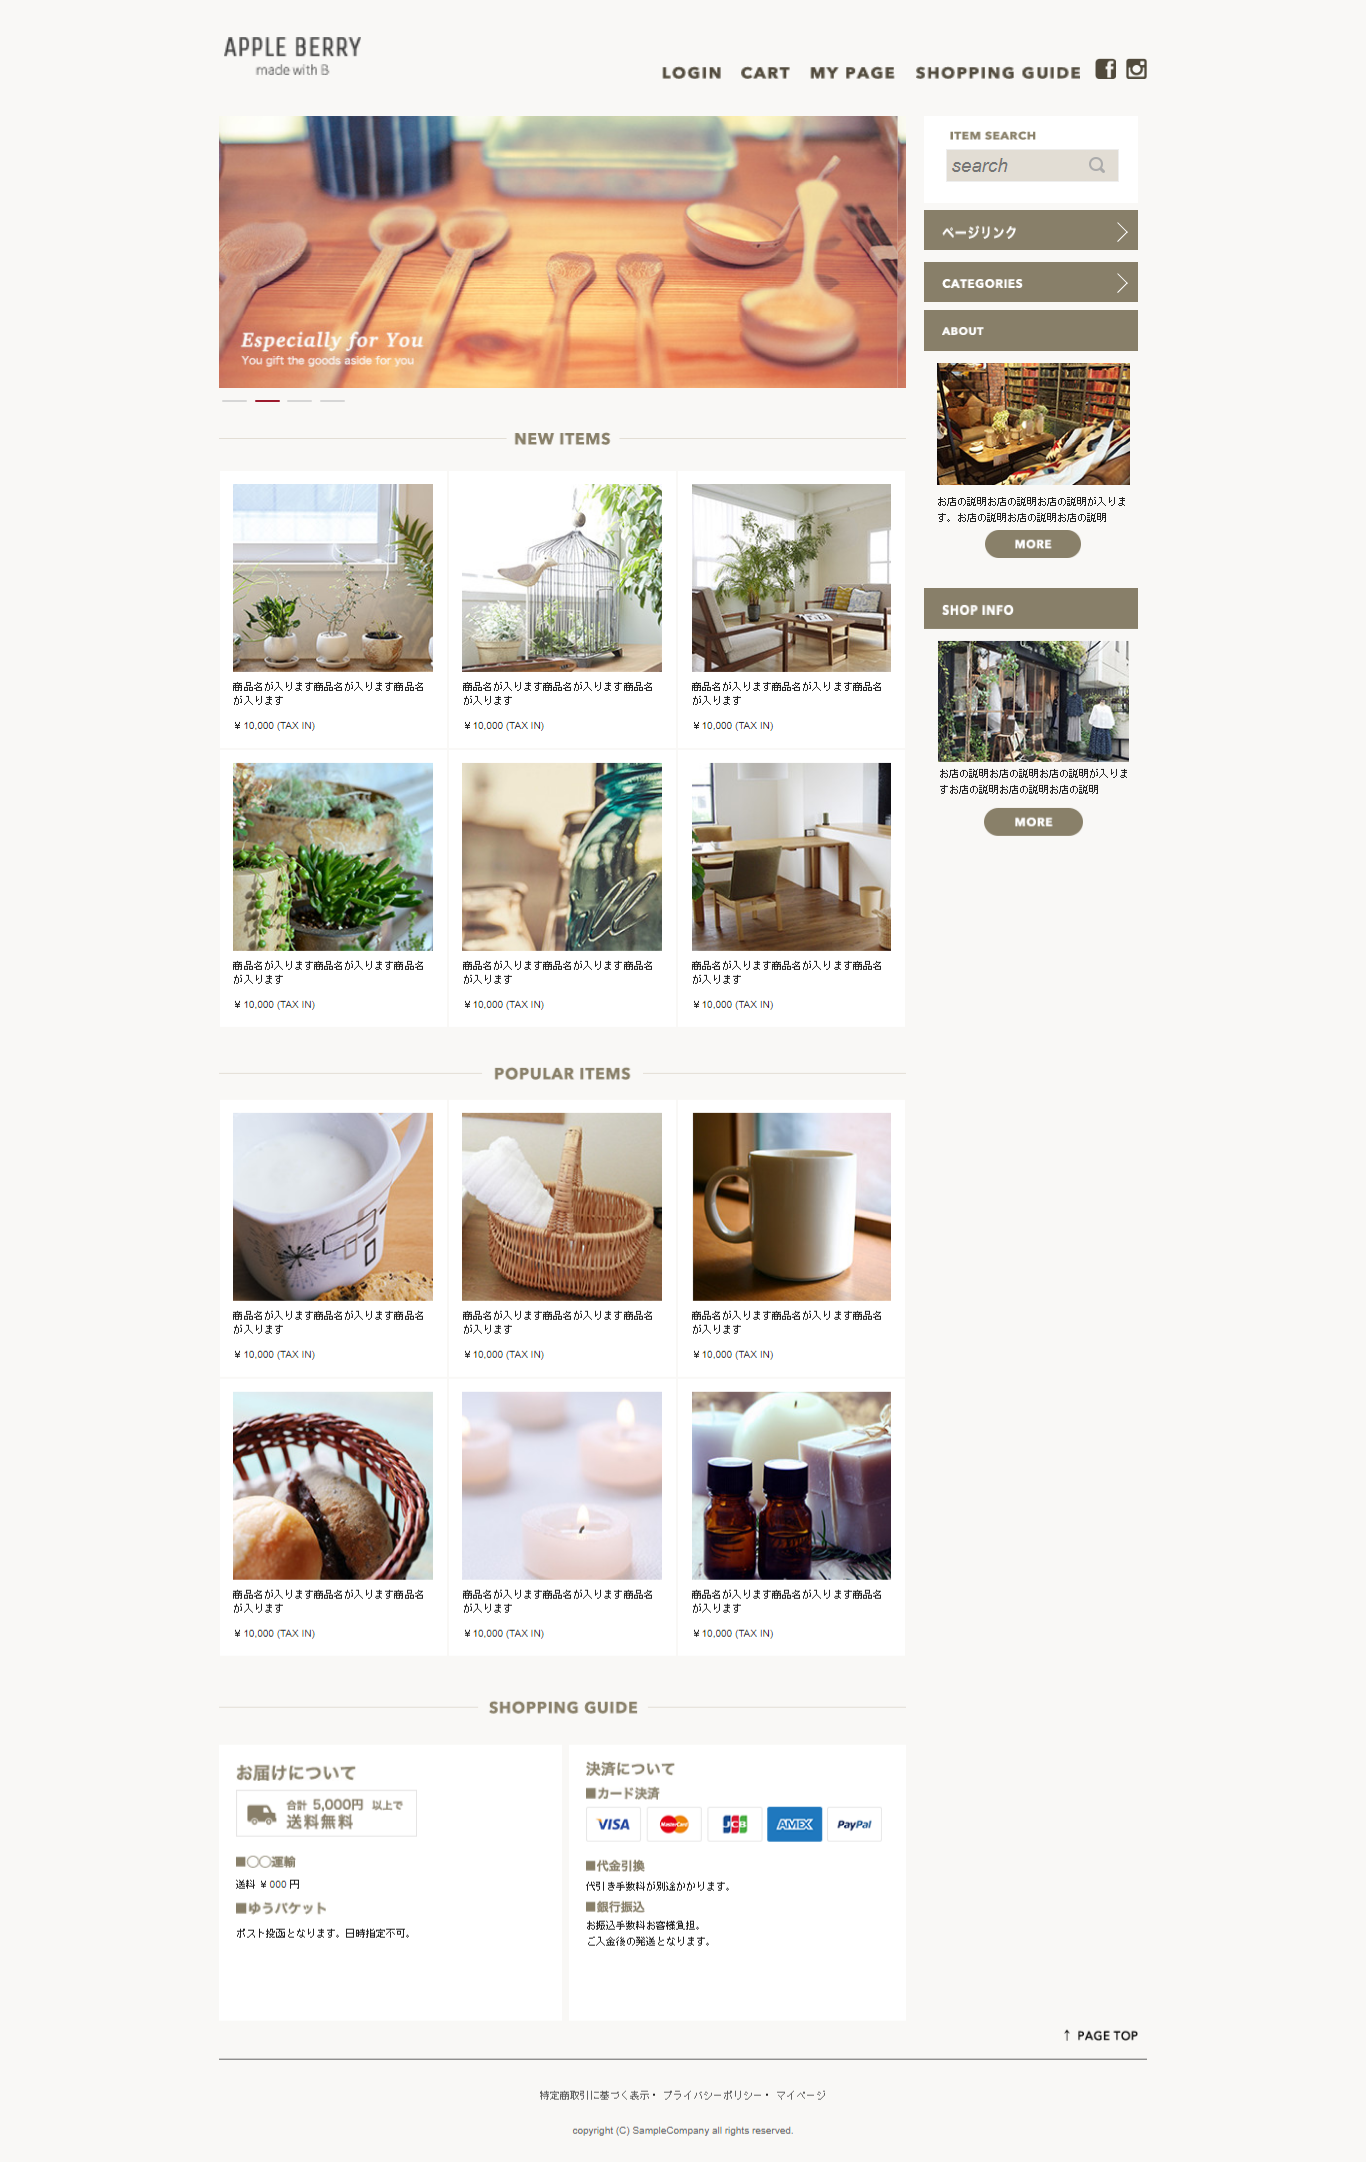 APPLE BERRY
made with B
LOGIN CART MY PAGE SHOPPING GUIDE
Especially for You
You gift the goods aside for you
ITEM SEARCH
search
ページリンク
CATEGORIES
ABOUT
お店の説明お店の説明お店の説明が入りま
す。お店の説明お店の説明お店の説明
MORE
SHOP INFO
お店の説明お店の説明お店の説明が入りま
すお店の説明お店の説明お店の説明
MORE
NEW ITEMS
商品名が入ります商品名が入ります商品名
が入ります
¥ 10,000 (TAX IN)
商品名が入ります商品名が入ります商品名
が入ります
¥ 10,000 (TAX IN)
商品名が入ります商品名が入ります商品名
が入ります
¥ 10,000 (TAX IN)
商品名が入ります商品名が入ります商品名
が入ります
¥ 10,000 (TAX IN)
商品名が入ります商品名が入ります商品名
が入ります
¥ 10,000 (TAX IN)
商品名が入ります商品名が入ります商品名
が入ります
¥ 10,000 (TAX IN)
POPULAR ITEMS
商品名が入ります商品名が入ります商品名
が入ります
¥ 10,000 (TAX IN)
商品名が入ります商品名が入ります商品名
が入ります
¥ 10,000 (TAX IN)
商品名が入ります商品名が入ります商品名
が入ります
¥ 10,000 (TAX IN)
商品名が入ります商品名が入ります商品名
が入ります
¥ 10,000 (TAX IN)
商品名が入ります商品名が入ります商品名
が入ります
¥ 10,000 (TAX IN)
商品名が入ります商品名が入ります商品名
が入ります
¥ 10,000 (TAX IN)
SHOPPING GUIDE
お届けについて
合計 5,000円 以上で
送料無料
■〇〇運輸
送料 ¥ 000 円
■ゆうパケット
ポスト投函となります。日時指定不可。
決済について
■カード決済
VISA MasterCard JCB AMEX PayPal
■代金引換
代引き手数料が別途かかります。
■銀行振込
お振込手数料お客様負担。
ご入金後の発送となります。
↑ PAGE TOP
特定商取引に基づく表示・ プライバシーポリシー・ マイページ
copyright (C) SampleCompany all rights reserved.